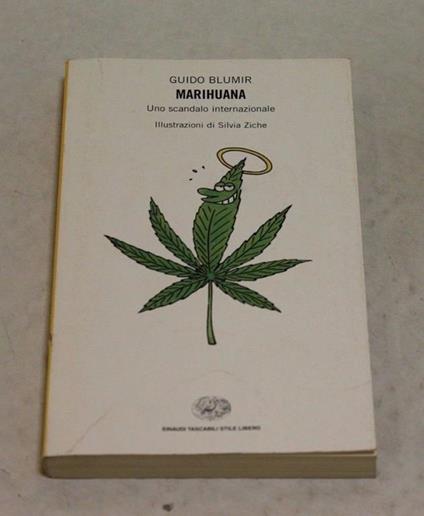 GUIDO BLUMIR
MARIHUANA
Uno scandalo internazionale
Illustrazioni di Silvia Ziche
EINAUDI TASCABILI / STILE LIBERO